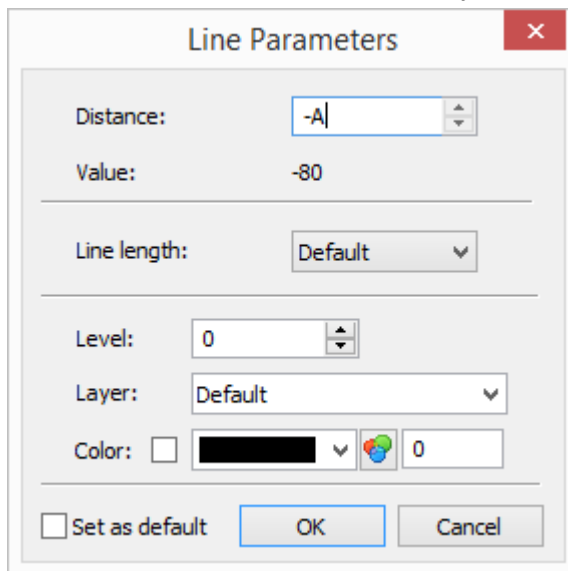 Line Parameters
Distance: -A
Value: -80
Line length: Default
Level: 0
Layer: Default
Color: 0
Set as default OK Cancel